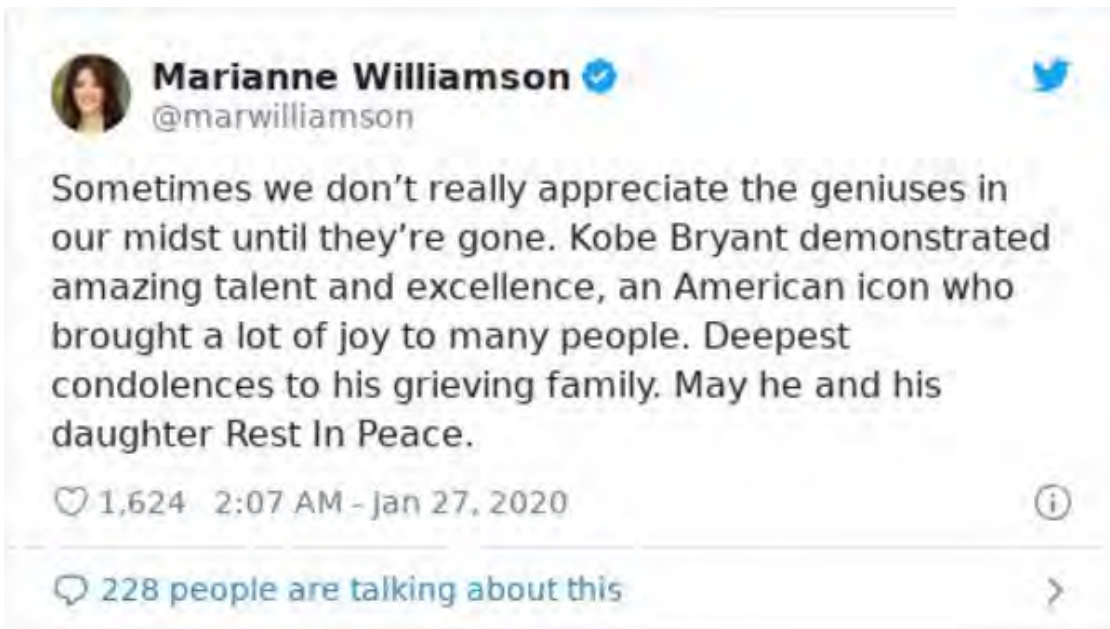 Marianne Williamson
@marwilliamson
Sometimes we don’t really appreciate the geniuses in
our midst until they’re gone. Kobe Bryant demonstrated
amazing talent and excellence, an American icon who
brought a lot of joy to many people. Deepest
condolences to his grieving family. May he and his
daughter Rest In Peace.
1,624 2:07 AM - Jan 27, 2020
228 people are talking about this